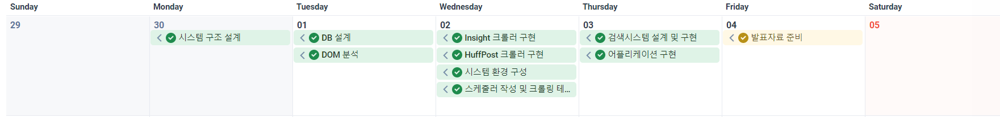 Sunday Monday Tuesday Wednesday Thursday Friday Saturday
29 30 01 02 03 04 05
시스템 구조 설계 DB 설계 Insight 크롤러 구현 검색시스템 설계 및 구현 발표자료 준비
DOM 분석 HuffPost 크롤러 구현 어플리케이션 구현
시스템 환경 구성
스케줄러 작성 및 크롤링 테...